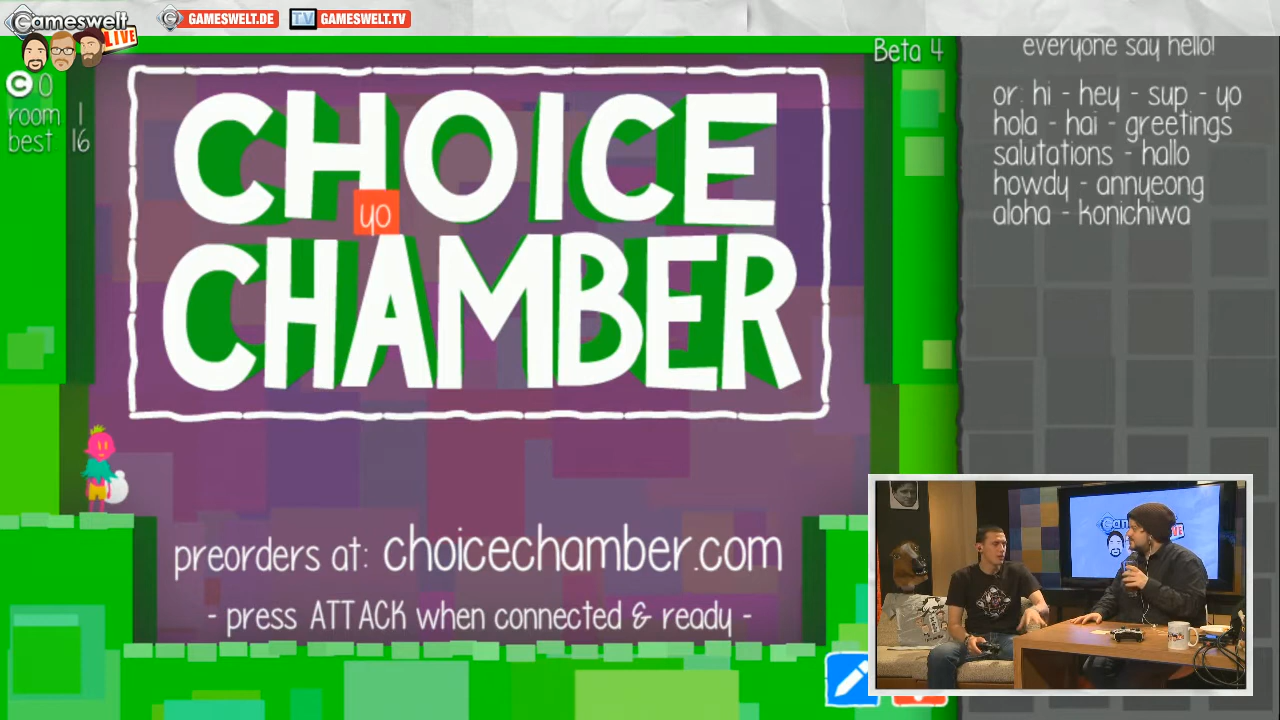 Gameswelt
LIVE
GAMESWELT.DE
TV GAMESWELT.TV
0
room 1
best 16
Beta 4
CHOICE
yo
CHAMBER
preorders at: choicechamber.com
- press ATTACK when connected & ready -
everyone say hello!
or: hi - hey - sup - yo
hola - hai - greetings
salutations - hallo
howdy - annyeong
aloha - konichiwa